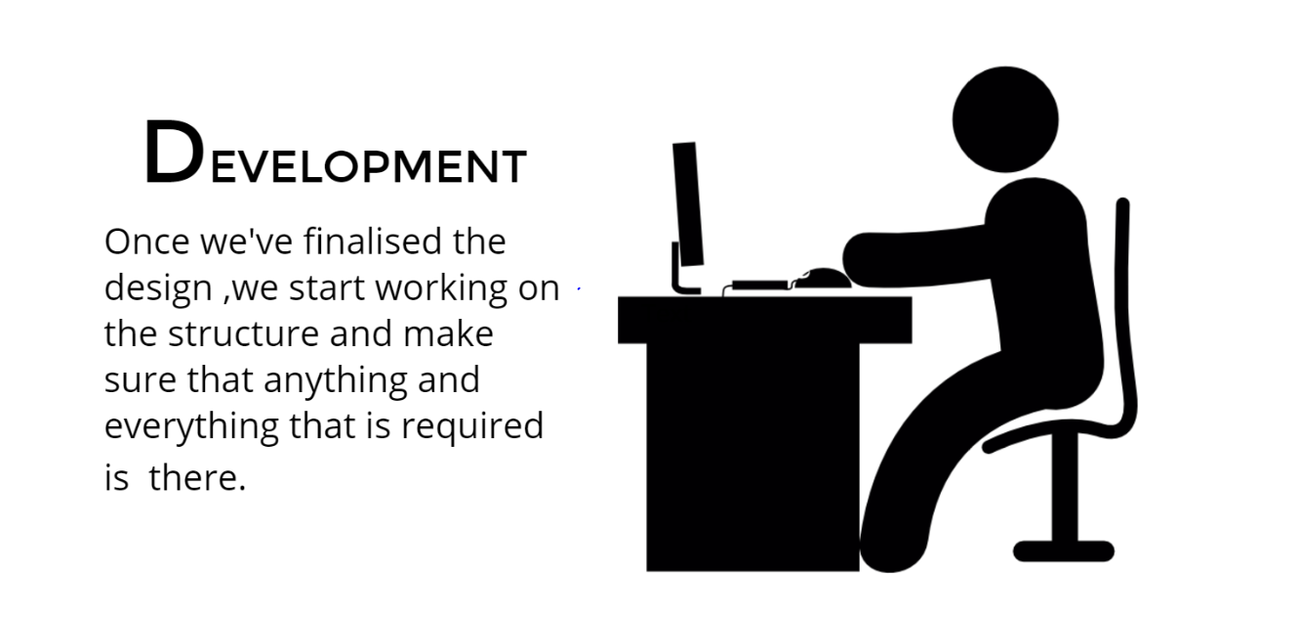 DEVELOPMENT
Once we've finalised the
design ,we start working on
the structure and make
sure that anything and
everything that is required
is  there.